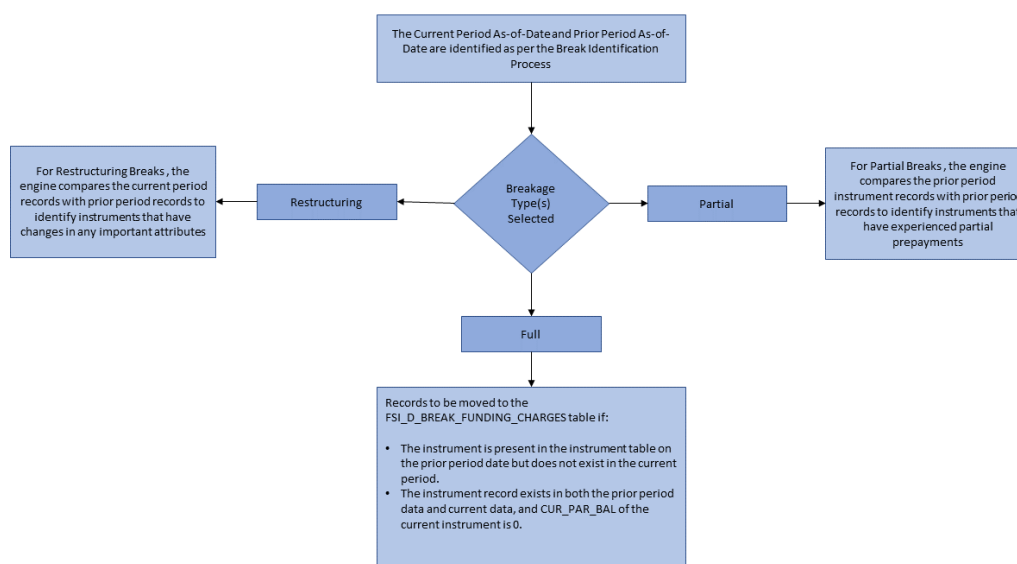 The Current Period As-of-Date and Prior Period As-of-
Date are identified as per the Break Identification
Process
For Restructuring Breaks , the
engine compares the current period
records with prior period records to
identify instruments that have
changes in any important attributes
Restructuring
Breakage
Type(s)
Selected
Partial
For Partial Breaks , the engine
compares the prior period
instrument records with prior period
records to identify instruments that
have experienced partial
prepayments
Full
Records to be moved to the
FSI_D_BREAK_FUNDING_CHARGES table if:
• The instrument is present in the instrument table on
the prior period date but does not exist in the current
period.
• The instrument record exists in both the prior period
data and current data, and CUR_PAR_BAL of the
current instrument is 0.